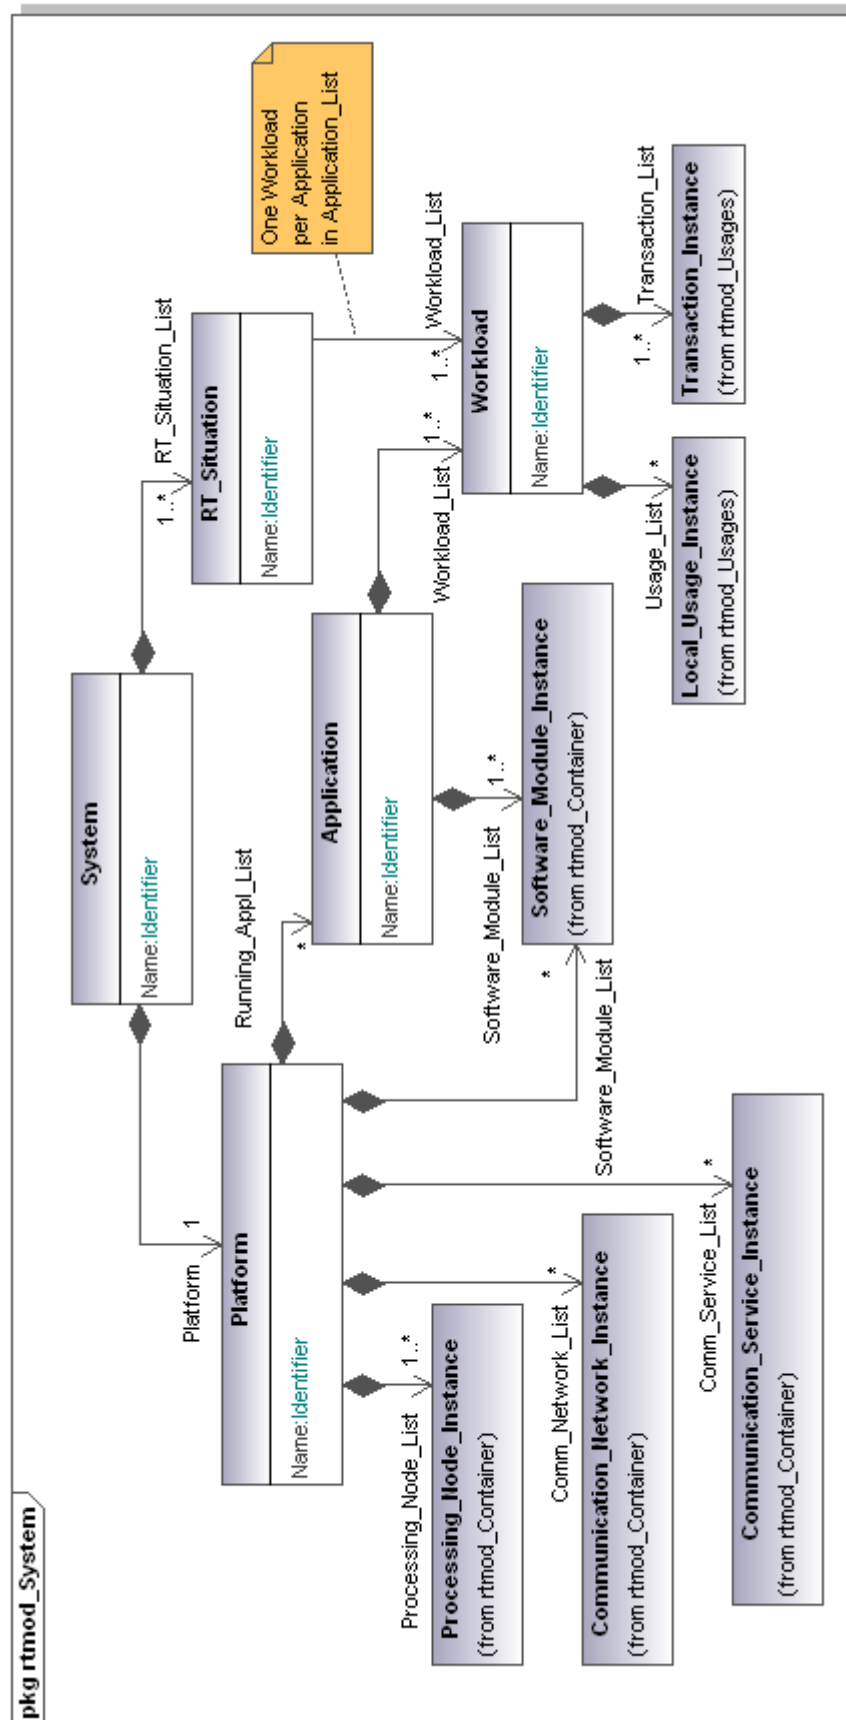 pkg rtmod_System
System
Name:Identifier
Platform
1
1..*
RT_Situation_List
Platform
Name:Identifier
Running_Appl_List
*
RT_Situation
Name:Identifier
One Workload
per Application
in Application_List
Application
Name:Identifier
Workload_List
1..*
1..*
Workload_List
Processing_Node_List
1..*
Comm_Network_List
*
Comm_Service_List
*
Software_Module_List
*
Software_Module_List
1..*
Workload
Name:Identifier
Processing_Node_Instance
(from rtmod_Container)
Software_Module_Instance
(from rtmod_Container)
Usage_List
*
1..*
Transaction_List
Communication_Network_Instance
(from rtmod_Container)
Local_Usage_Instance
(from rtmod_Usages)
Transaction_Instance
(from rtmod_Usages)
Communication_Service_Instance
(from rtmod_Container)